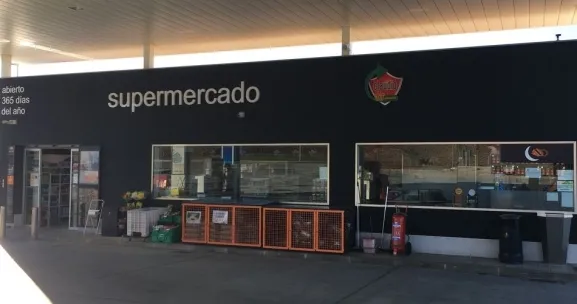 abierto
365 días
del año
supermercado